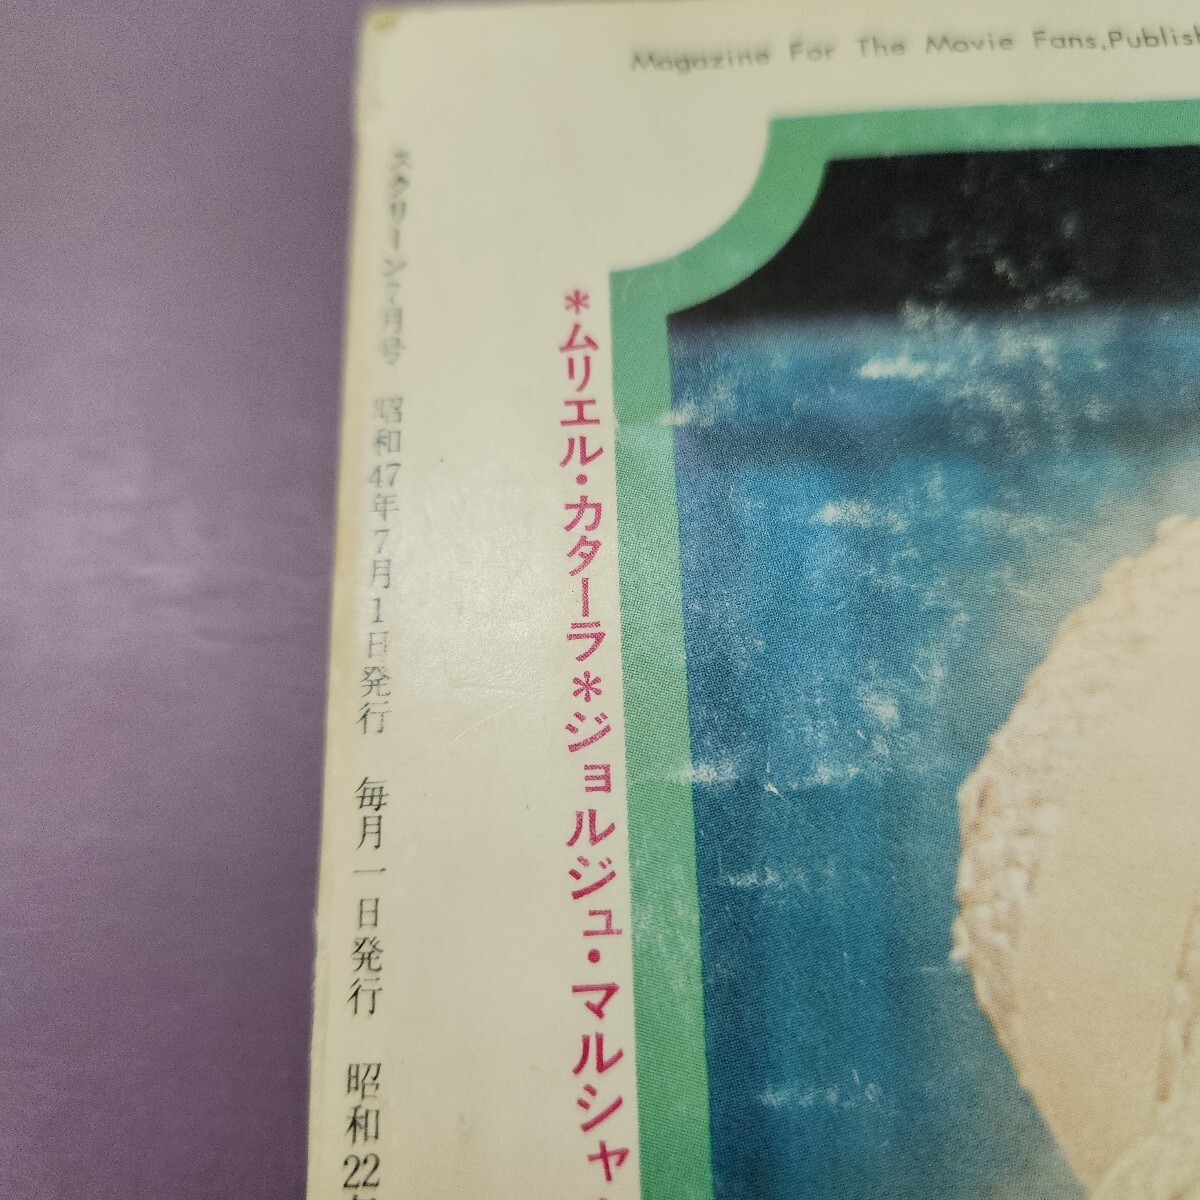 Magazine For The Movie Fans,Publish
スクリーン7月号 昭和47年7月1日発行 毎月一日発行 昭和22年
*ムリエル・カターラ*ジョルジュ・マルシャ